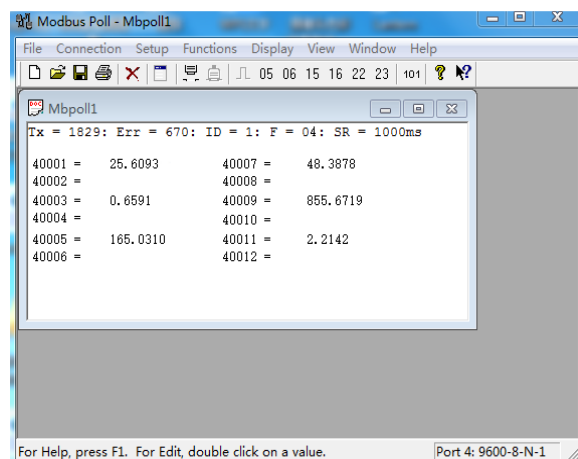 Modbus Poll - Mbpoll1
File Connection Setup Functions Display View Window Help
05 06 15 16 22 23 101
Mbpoll1
Tx = 1829: Err = 670: ID = 1: F = 04: SR = 1000ms
40001 = 25.6093 40007 = 48.3878
40002 = 40008 =
40003 = 0.6591 40009 = 855.6719
40004 = 40010 =
40005 = 165.0310 40011 = 2.2142
40006 = 40012 =
For Help, press F1. For Edit, double click on a value. Port 4: 9600-8-N-1